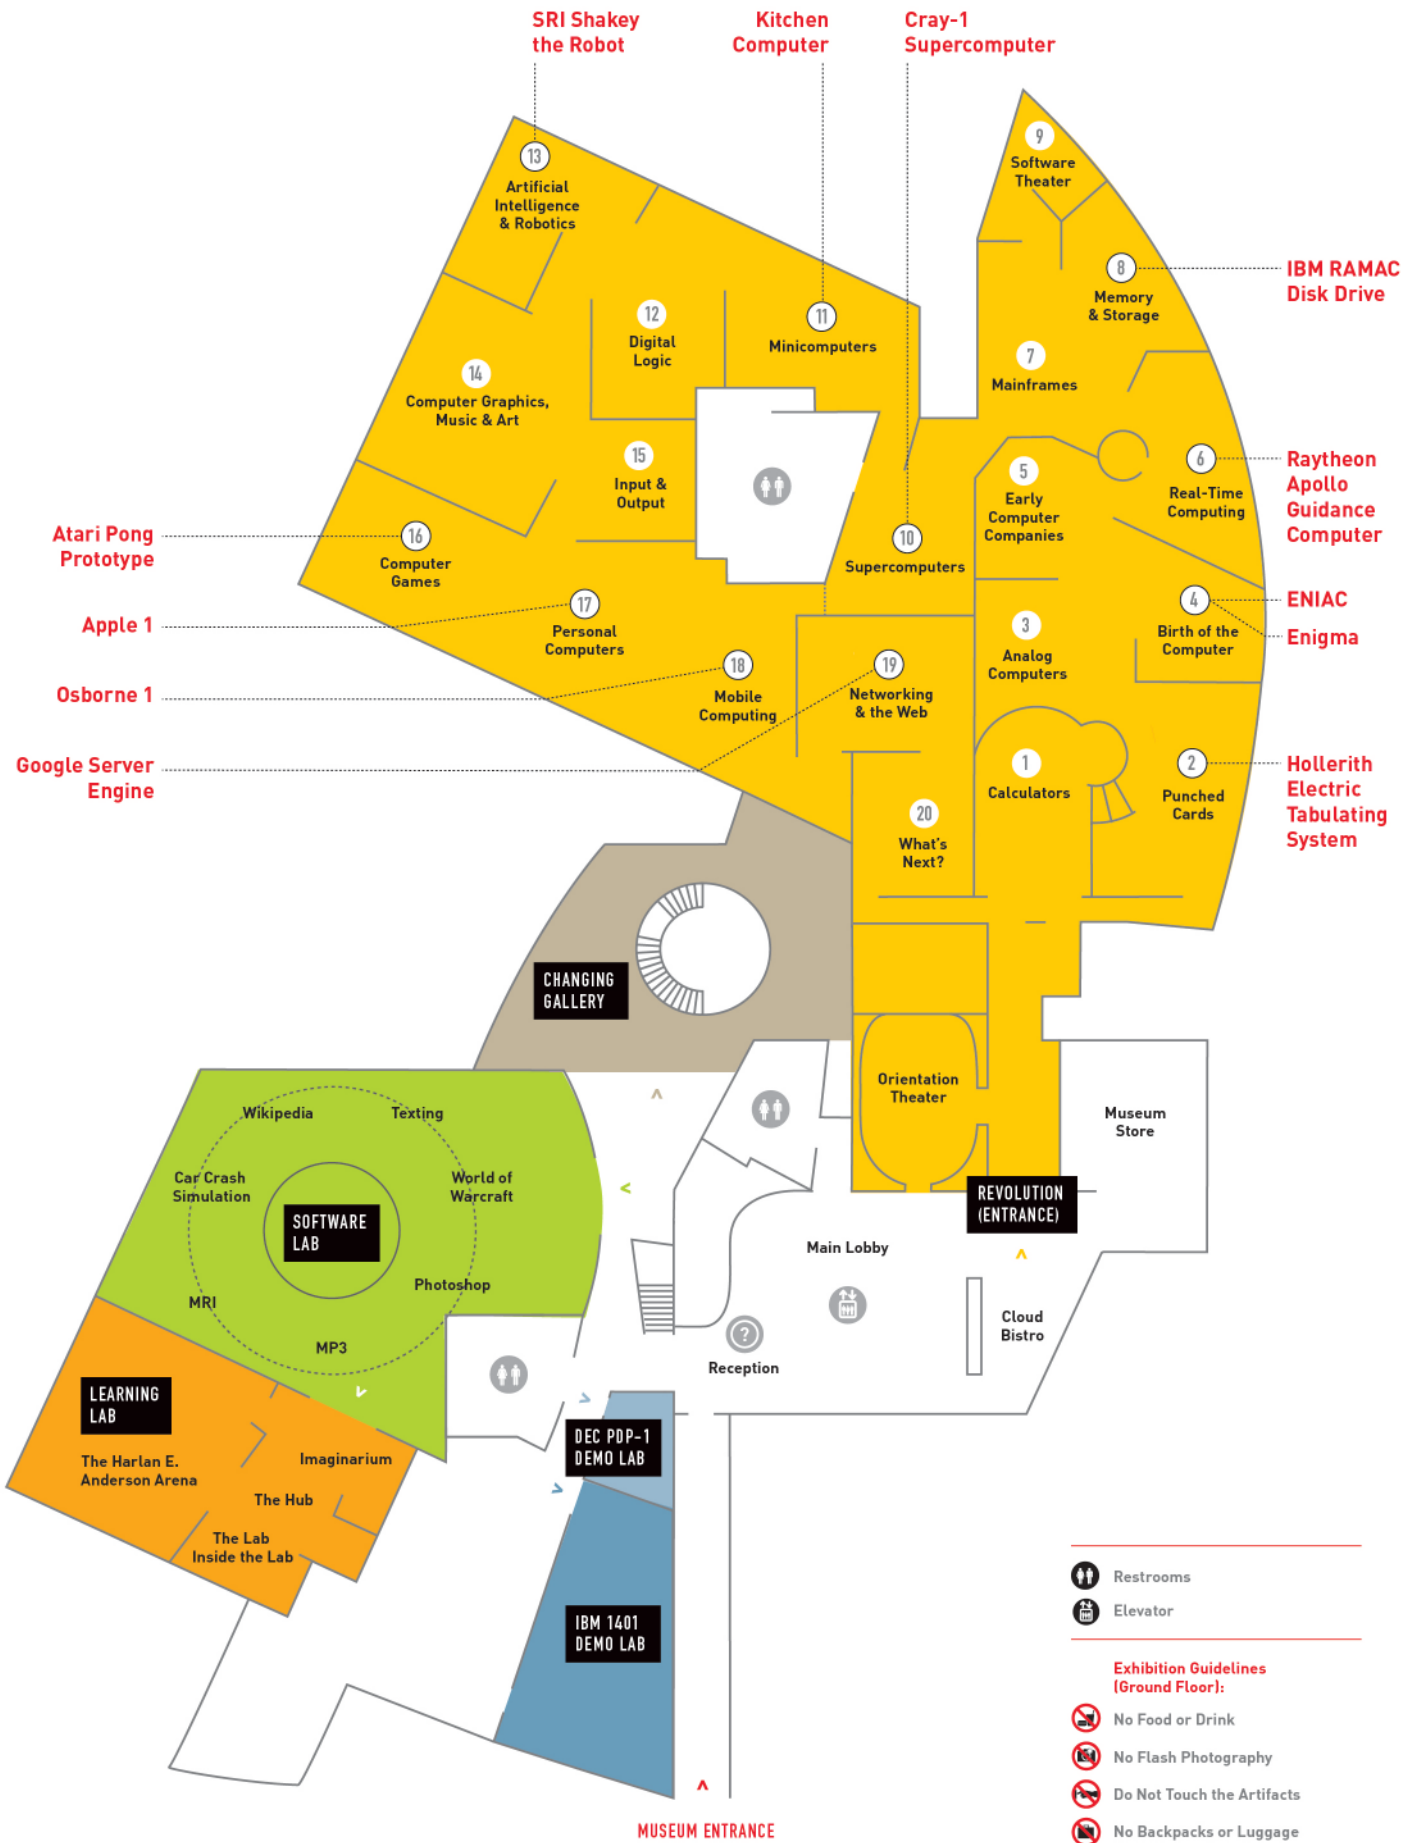 SRI Shakey
the Robot
Kitchen
Computer
Cray-1
Supercomputer
9
Software
Theater
13
Artificial
Intelligence
& Robotics
8
Memory
& Storage
IBM RAMAC
Disk Drive
12
Digital
Logic
11
Minicomputers
7
Mainframes
14
Computer Graphics,
Music & Art
15
Input &
Output
5
Early
Computer
Companies
6
Real-Time
Computing
Raytheon
Apollo
Guidance
Computer
Atari Pong
Prototype
16
Computer
Games
10
Supercomputers
Apple 1
17
Personal
Computers
3
Analog
Computers
4
Birth of the
Computer
ENIAC
Enigma
Osborne 1
18
Mobile
Computing
19
Networking
& the Web
Google Server
Engine
20
What's
Next?
1
Calculators
2
Punched
Cards
Hollerith
Electric
Tabulating
System
CHANGING
GALLERY
Orientation
Theater
Museum
Store
Wikipedia
Texting
Car Crash
Simulation
World of
Warcraft
SOFTWARE
LAB
Photoshop
MRI
MP3
REVOLUTION
(ENTRANCE)
Main Lobby
Cloud
Bistro
?
Reception
LEARNING
LAB
The Harlan E.
Anderson Arena
Imaginarium
The Hub
The Lab
Inside the Lab
DEC PDP-1
DEMO LAB
IBM 1401
DEMO LAB
MUSEUM ENTRANCE
Restrooms
Elevator
Exhibition Guidelines
(Ground Floor):
No Food or Drink
No Flash Photography
Do Not Touch the Artifacts
No Backpacks or Luggage